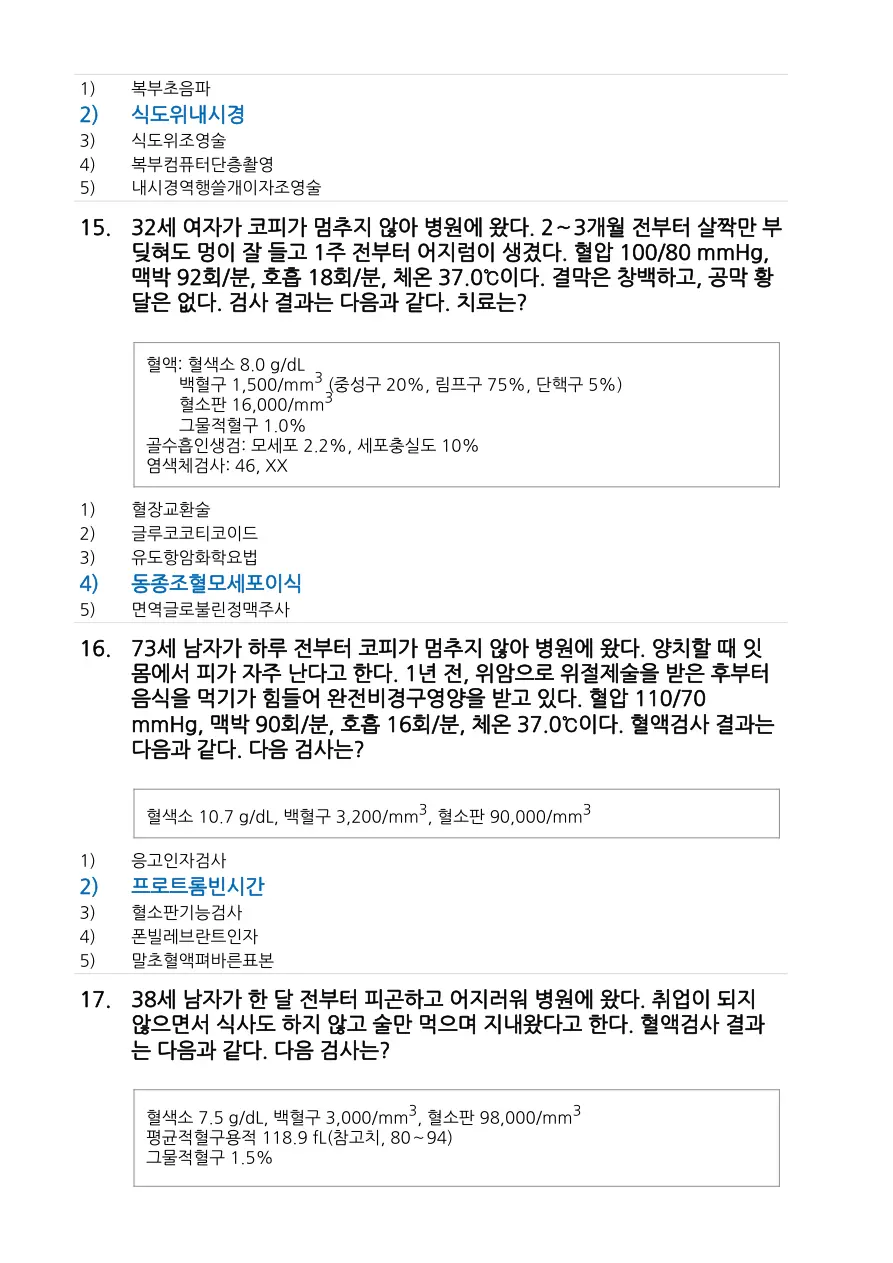 1) 복부초음파
2) 식도위내시경
3) 식도위조영술
4) 복부컴퓨터단층촬영
5) 내시경역행쓸개이자조영술
15. 32세 여자가 코피가 멈추지 않아 병원에 왔다. 2～3개월 전부터 살짝만 부
딪혀도 멍이 잘 들고 1주 전부터 어지럼이 생겼다. 혈압 100/80 mmHg,
맥박 92회/분, 호흡 18회/분, 체온 37.0℃이다. 결막은 창백하고, 공막 황
달은 없다. 검사 결과는 다음과 같다. 치료는?
혈액: 혈색소 8.0 g/dL
백혈구 1,500/mm³ (중성구 20%, 림프구 75%, 단핵구 5%)
혈소판 16,000/mm³
그물적혈구 1.0%
골수흡인생검: 모세포 2.2%, 세포충실도 10%
염색체검사: 46, XX
1) 혈장교환술
2) 글루코코티코이드
3) 유도항암화학요법
4) 동종조혈모세포이식
5) 면역글로불린정맥주사
16. 73세 남자가 하루 전부터 코피가 멈추지 않아 병원에 왔다. 양치할 때 잇
몸에서 피가 자주 난다고 한다. 1년 전, 위암으로 위절제술을 받은 후부터
음식을 먹기가 힘들어 완전비경구영양을 받고 있다. 혈압 110/70
mmHg, 맥박 90회/분, 호흡 16회/분, 체온 37.0℃이다. 혈액검사 결과는
다음과 같다. 다음 검사는?
혈색소 10.7 g/dL, 백혈구 3,200/mm³, 혈소판 90,000/mm³
1) 응고인자검사
2) 프로트롬빈시간
3) 혈소판기능검사
4) 폰빌레브란트인자
5) 말초혈액펴바른표본
17. 38세 남자가 한 달 전부터 피곤하고 어지러워 병원에 왔다. 취업이 되지
않으면서 식사도 하지 않고 술만 먹으며 지내왔다고 한다. 혈액검사 결과
는 다음과 같다. 다음 검사는?
혈색소 7.5 g/dL, 백혈구 3,000/mm³, 혈소판 98,000/mm³
평균적혈구용적 118.9 fL(참고치, 80～94)
그물적혈구 1.5%